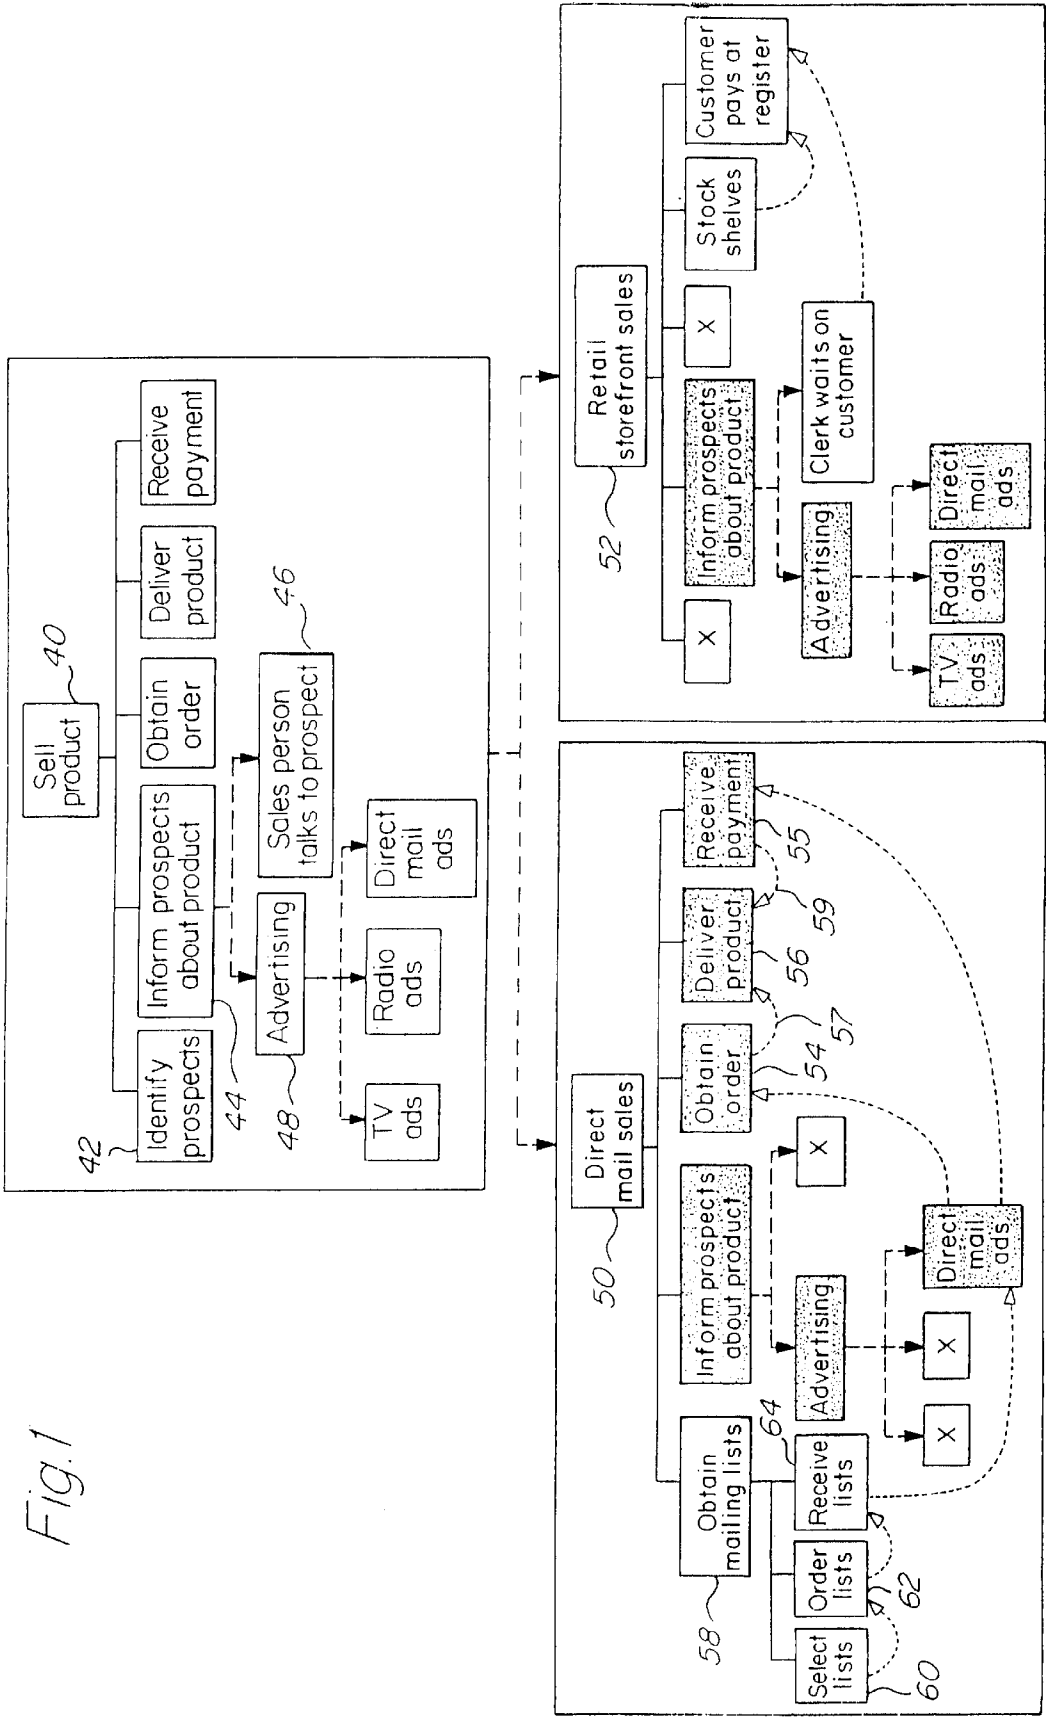 Fig.1
Sell
product
40
42
Identify
prospects
Inform prospects
about product
44
Obtain
order
Deliver
product
Receive
payment
48
Advertising
Sales person
talks to prospect
46
TV
ads
Radio
ads
Direct
mail
ads
50
Direct
mail sales
58
Obtain
mailing lists
Inform prospects
about product
Obtain
order
54
Deliver
product
56
Receive
payment
55
57
59
Select
lists
60
Order
lists
62
Receive
lists
64
Advertising
X
X
X
Direct
mail
ads
52
Retail
storefront sales
X
Inform prospects
about product
X
Stock
shelves
Customer
pays at
register
Advertising
Clerk waits on
customer
TV
ads
Radio
ads
Direct
mail
ads